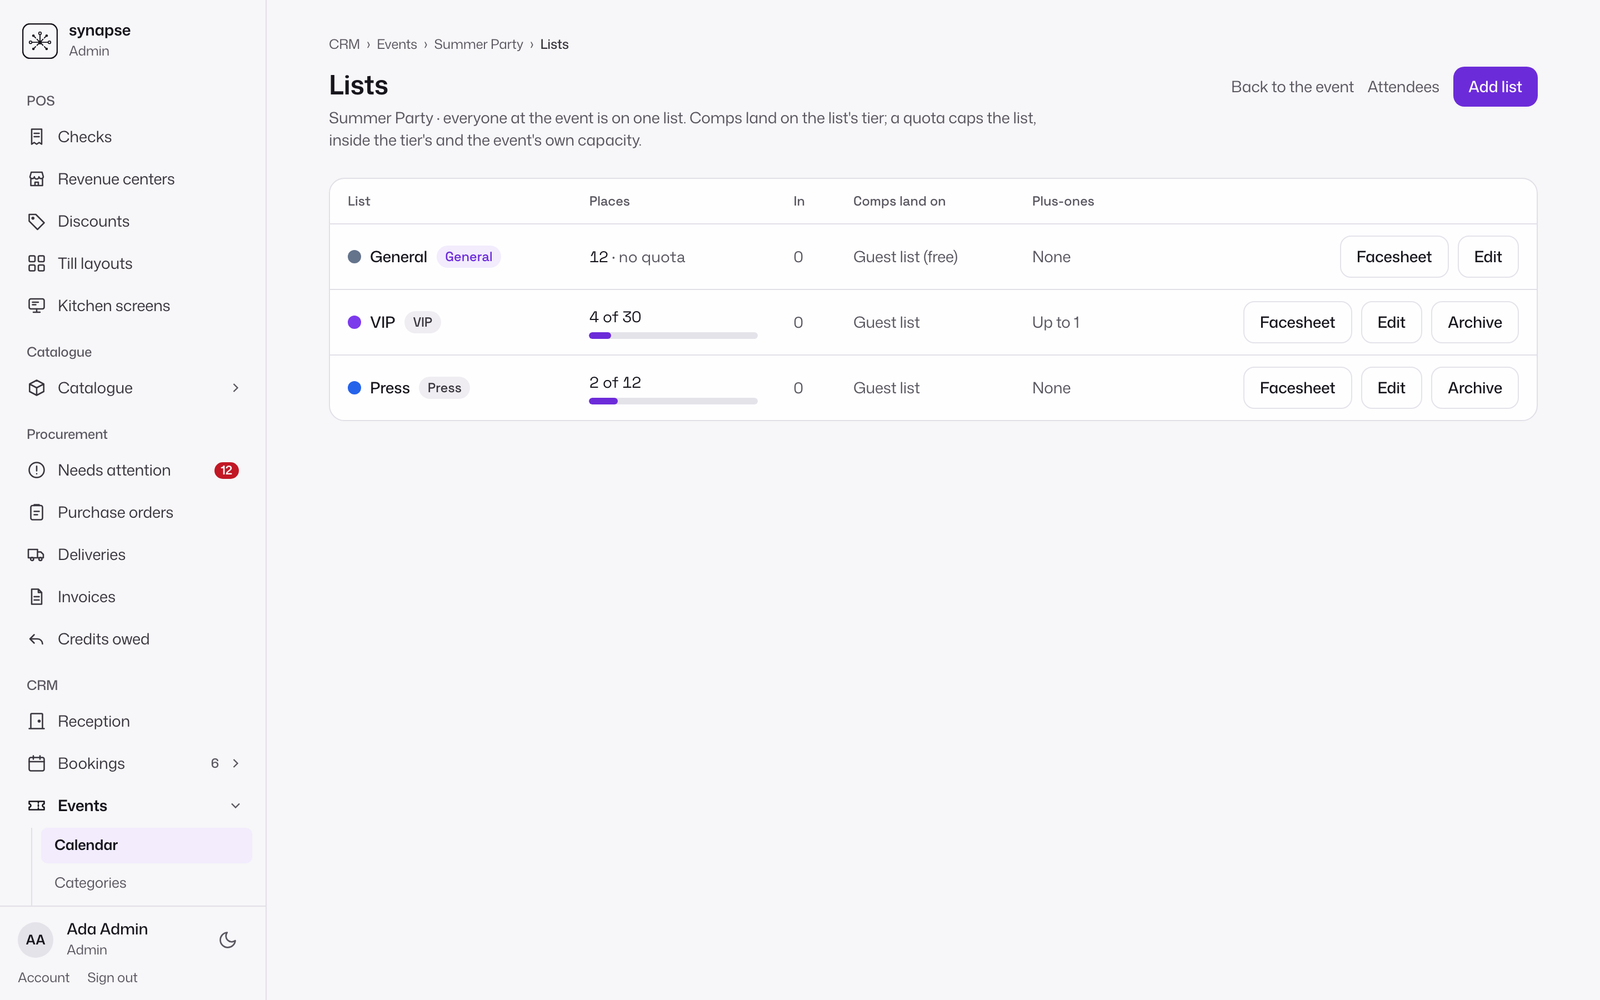 synapse
Admin
POS
Checks
Revenue centers
Discounts
Till layouts
Kitchen screens
Catalogue
Catalogue
Procurement
Needs attention 12
Purchase orders
Deliveries
Invoices
Credits owed
CRM
Reception
Bookings 6
Events
Calendar
Categories
AA Ada Admin
Admin
Account Sign out
CRM › Events › Summer Party › Lists
Lists
Back to the event Attendees Add list
Summer Party · everyone at the event is on one list. Comps land on the list's tier; a quota caps the list,
inside the tier's and the event's own capacity.
List Places In Comps land on Plus-ones
General General 12 · no quota 0 Guest list (free) None Facesheet Edit
VIP VIP 4 of 30 0 Guest list Up to 1 Facesheet Edit Archive
Press Press 2 of 12 0 Guest list None Facesheet Edit Archive